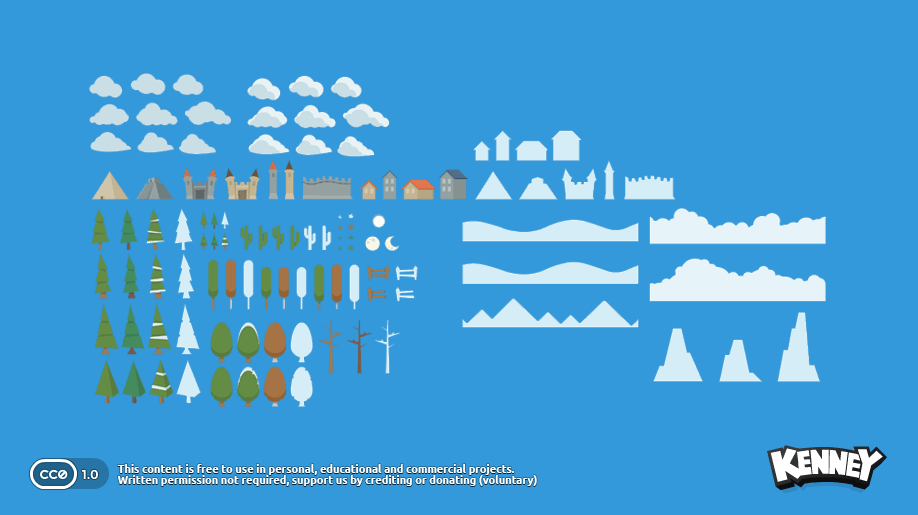 CC0 1.0
This content is free to use in personal, educational and commercial projects.
Written permission not required, support us by crediting or donating (voluntary)
KENNEY